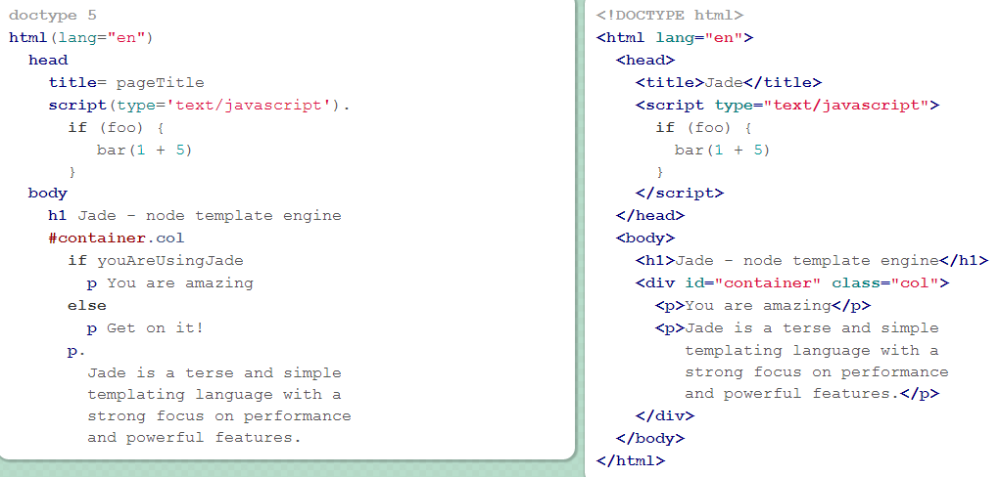 doctype 5
html(lang="en")
head
title= pageTitle
script(type='text/javascript').
if (foo) {
bar(1 + 5)
}
body
h1 Jade - node template engine
#container.col
if youAreUsingJade
p You are amazing
else
p Get on it!
p.
Jade is a terse and simple
templating language with a
strong focus on performance
and powerful features.
<!DOCTYPE html>
<html lang="en">
<head>
<title>Jade</title>
<script type="text/javascript">
if (foo) {
bar(1 + 5)
}
</script>
</head>
<body>
<h1>Jade - node template engine</h1>
<div id="container" class="col">
<p>You are amazing</p>
<p>Jade is a terse and simple
templating language with a
strong focus on performance
and powerful features.</p>
</div>
</body>
</html>